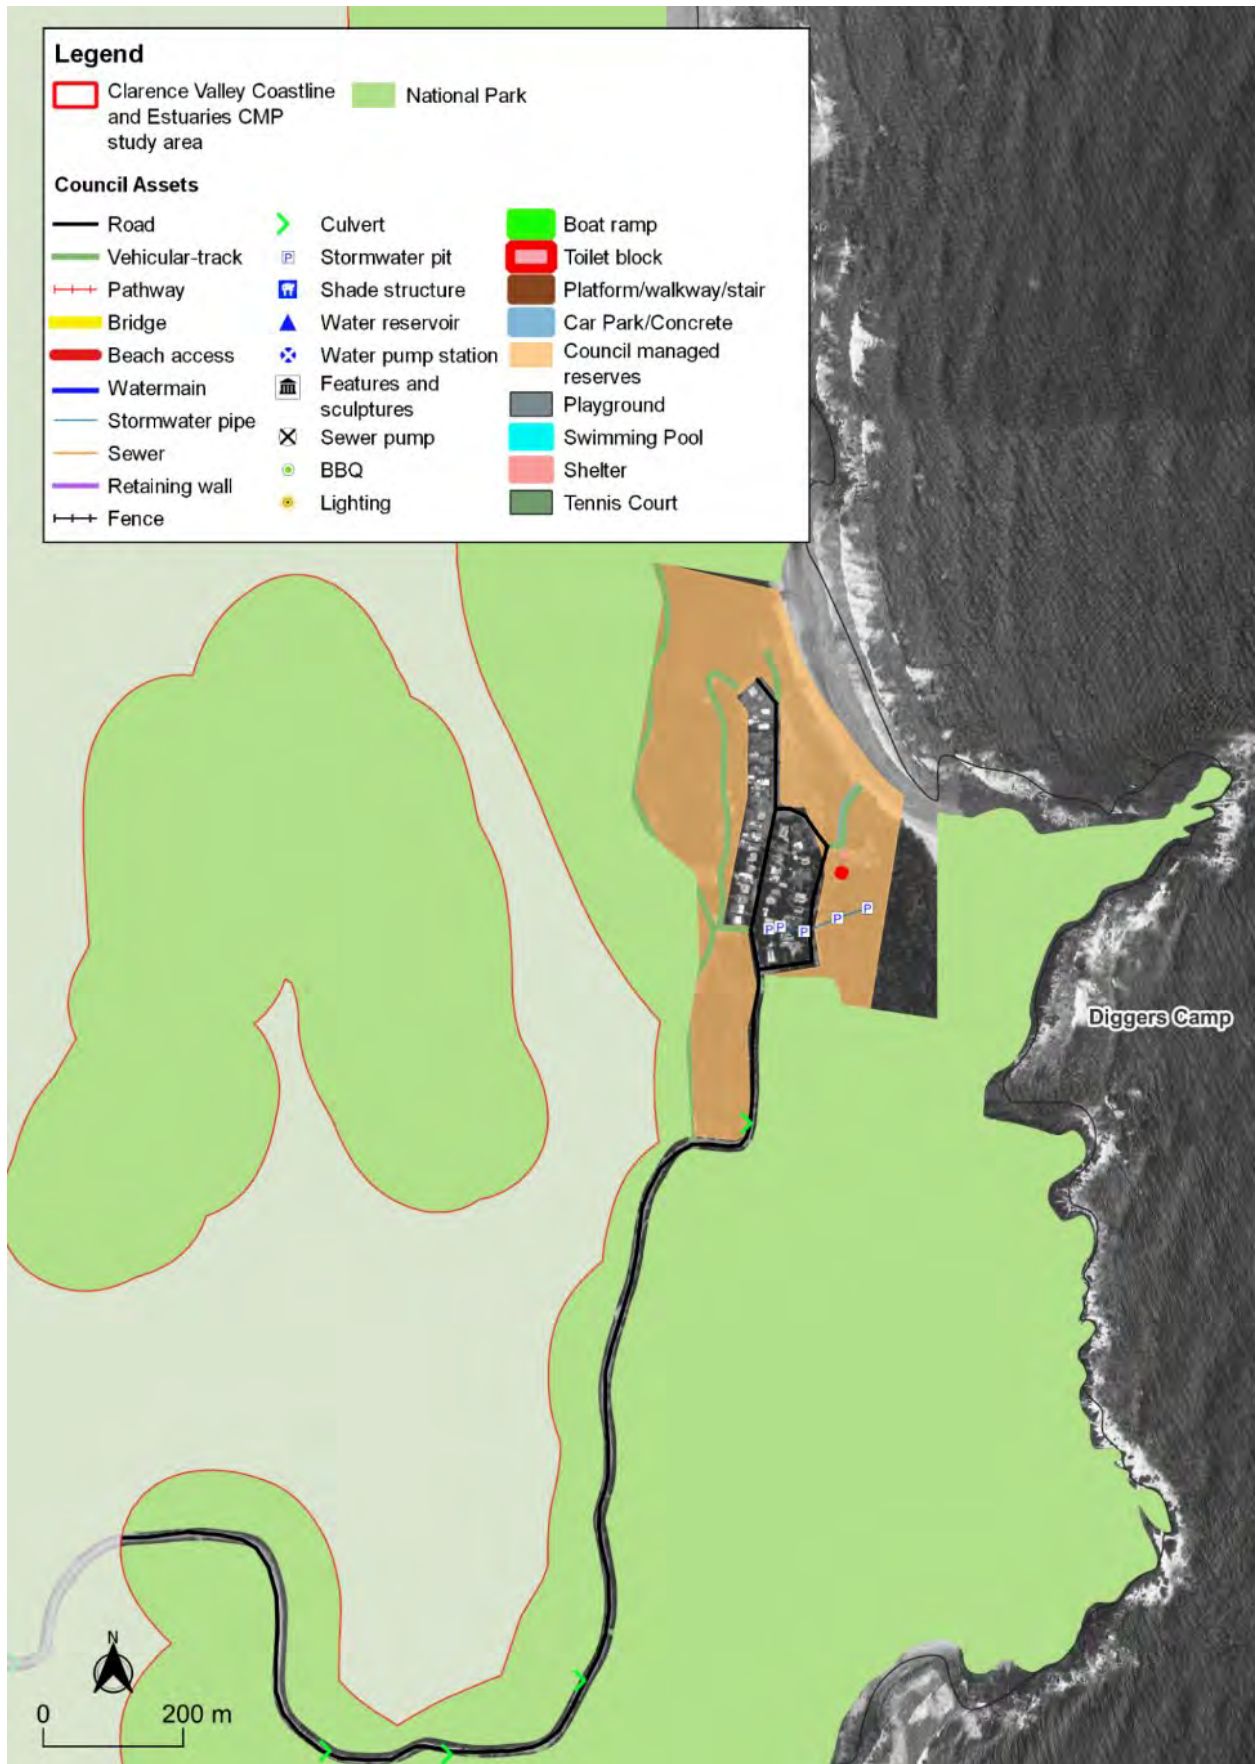 Legend
Clarence Valley Coastline
and Estuaries CMP
study area
National Park
Council Assets
Road
Vehicular-track
Pathway
Bridge
Beach access
Watermain
Stormwater pipe
Sewer
Retaining wall
Fence
Culvert
P Stormwater pit
Shade structure
Water reservoir
Water pump station
Features and
sculptures
Sewer pump
BBQ
Lighting
Boat ramp
Toilet block
Platform/walkway/stair
Car Park/Concrete
Council managed
reserves
Playground
Swimming Pool
Shelter
Tennis Court
P
P P P P
Diggers Camp
N
0 200 m